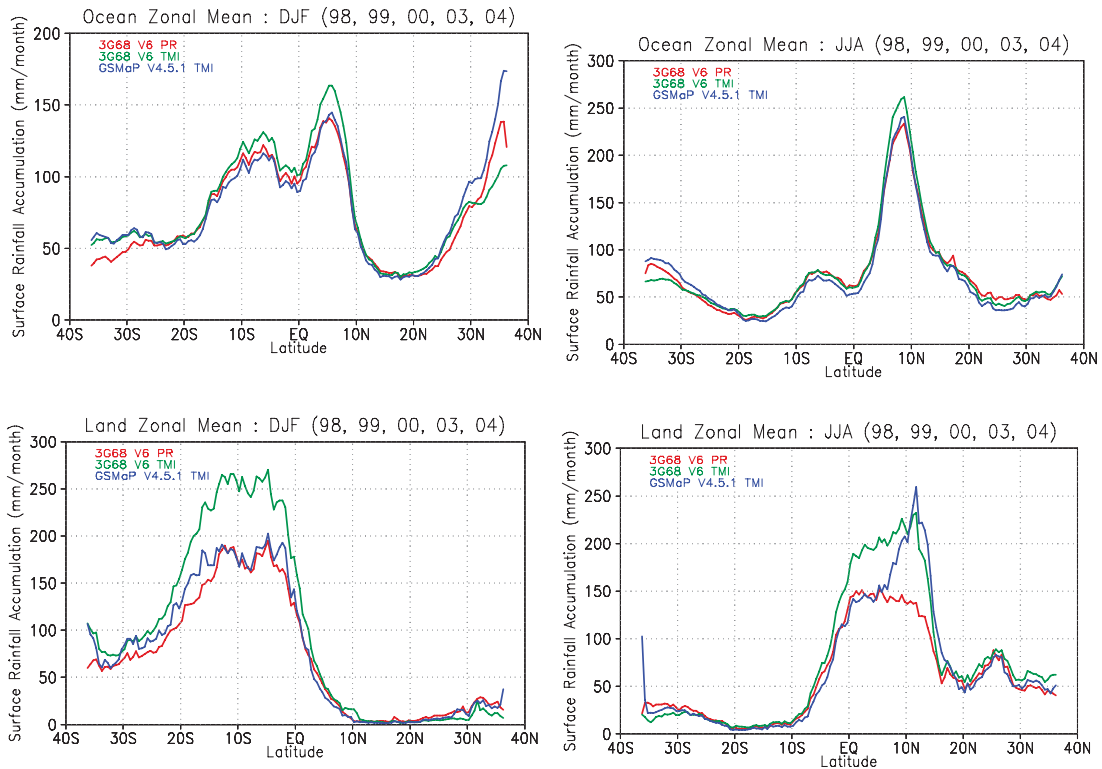 Ocean Zonal Mean : DJF (98, 99, 00, 03, 04)
Surface Rainfall Accumulation (mm/month)
200
150
100
50
0
3G68 V6 PR
3G68 V6 TMI
GSMaP V4.5.1 TMI
40S 30S 20S 10S EQ 10N 20N 30N 40N
Latitude
Ocean Zonal Mean : JJA (98, 99, 00, 03, 04)
Surface Rainfall Accumulation (mm/month)
300
250
200
150
100
50
0
3G68 V6 PR
3G68 V6 TMI
GSMaP V4.5.1 TMI
40S 30S 20S 10S EQ 10N 20N 30N 40N
Latitude
Land Zonal Mean : DJF (98, 99, 00, 03, 04)
Surface Rainfall Accumulation (mm/month)
300
250
200
150
100
50
0
3G68 V6 PR
3G68 V6 TMI
GSMaP V4.5.1 TMI
40S 30S 20S 10S EQ 10N 20N 30N 40N
Latitude
Land Zonal Mean : JJA (98, 99, 00, 03, 04)
Surface Rainfall Accumulation (mm/month)
300
250
200
150
100
50
0
3G68 V6 PR
3G68 V6 TMI
GSMaP V4.5.1 TMI
40S 30S 20S 10S EQ 10N 20N 30N 40N
Latitude